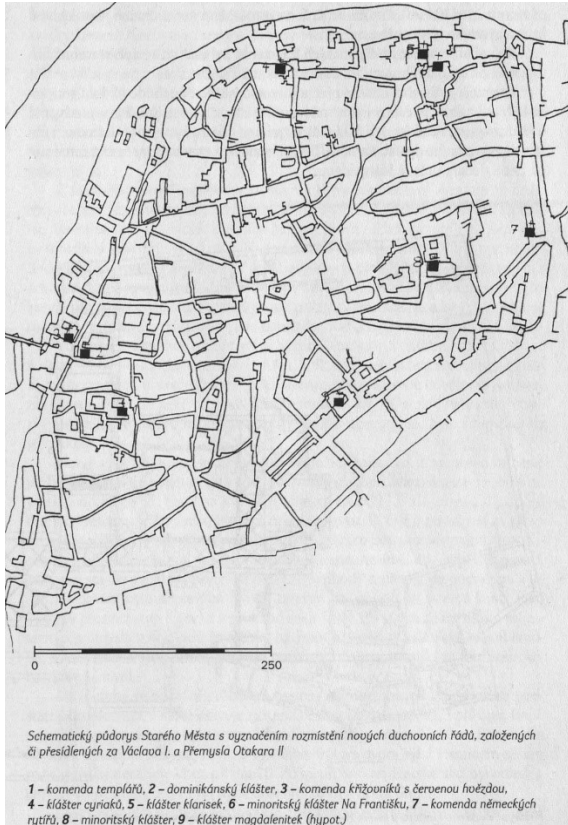 7
0 250
Schematický půdorys Starého Města s vyznačením rozmístění nových duchovních řádů, založených
či přesídlených za Václava I. a Přemysla Otakara II
1 – komenda templářů, 2 – dominikánský klášter, 3 – komenda křižovníků s červenou hvězdou,
4 – klášter cyriaků, 5 – klášter klarisek, 6 – minoritský klášter Na Františku, 7 – komenda německých
rytířů, 8 – minoritský klášter, 9 – klášter magdalenitek (hypot.)